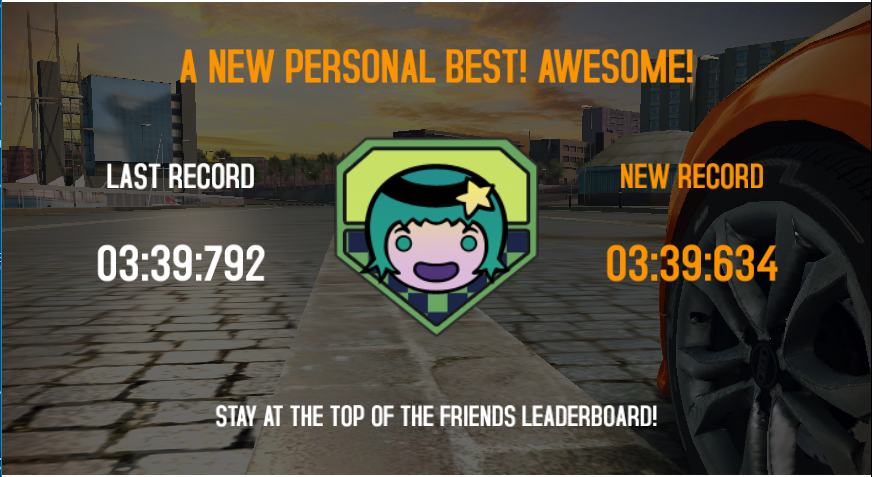 A NEW PERSONAL BEST! AWESOME!
LAST RECORD
NEW RECORD
03:39:792
03:39:634
STAY AT THE TOP OF THE FRIENDS LEADERBOARD!